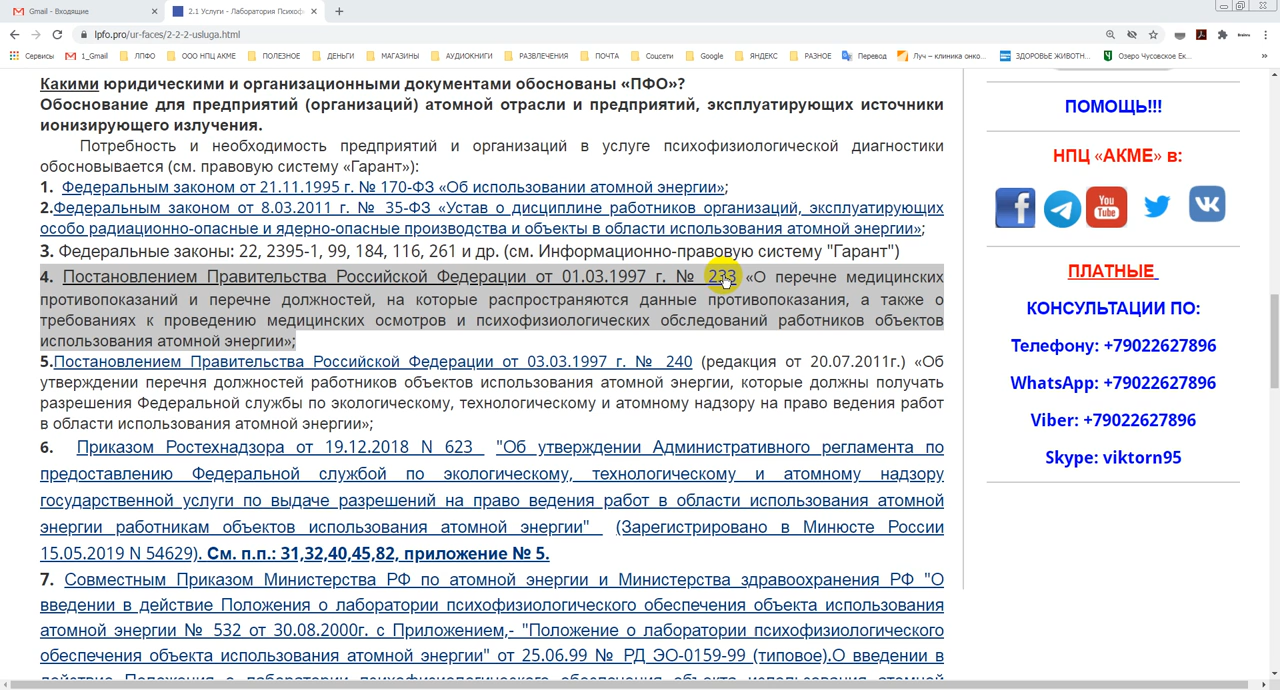 Gmail - Входящие
2.1 Услуги - Лаборатория Психоф
lpfo.pro/ur-faces/2-2-2-usluga.html
Сервисы 1_Gmail ЛПФО ООО НПЦ АКМЕ ПОЛЕЗНОЕ ДЕНЬГИ МАГАЗИНЫ АУДИОКНИГИ РАЗВЛЕЧЕНИЯ ПОЧТА Соцсети Google ЯНДЕКС РАЗНОЕ Перевод Луч – клиника онко... ЗДОРОВЬЕ ЖИВОТН... Озеро Чусовское Ек... »
Какими юридическими и организационными документами обоснованы «ПФО»?
Обоснование для предприятий (организаций) атомной отрасли и предприятий, эксплуатирующих источники
ионизирующего излучения.
Потребность и необходимость предприятий и организаций в услуге психофизиологической диагностики
обосновывается (см. правовую систему «Гарант»):
1. Федеральным законом от 21.11.1995 г. № 170-ФЗ «Об использовании атомной энергии»;
2.Федеральным законом от 8.03.2011 г. № 35-ФЗ «Устав о дисциплине работников организаций, эксплуатирующих
особо радиационно-опасные и ядерно-опасные производства и объекты в области использования атомной энергии»;
3. Федеральные законы: 22, 2395-1, 99, 184, 116, 261 и др. (см. Информационно-правовую систему "Гарант")
4. Постановлением Правительства Российской Федерации от 01.03.1997 г. № 233 «О перечне медицинских
противопоказаний и перечне должностей, на которые распространяются данные противопоказания, а также о
требованиях к проведению медицинских осмотров и психофизиологических обследований работников объектов
использования атомной энергии»;
5.Постановлением Правительства Российской Федерации от 03.03.1997 г. № 240 (редакция от 20.07.2011г.) «Об
утверждении перечня должностей работников объектов использования атомной энергии, которые должны получать
разрешения Федеральной службы по экологическому, технологическому и атомному надзору на право ведения работ
в области использования атомной энергии»;
6. Приказом Ростехнадзора от 19.12.2018 N 623 "Об утверждении Административного регламента по
предоставлению Федеральной службой по экологическому, технологическому и атомному надзору
государственной услуги по выдаче разрешений на право ведения работ в области использования атомной
энергии работникам объектов использования атомной энергии" (Зарегистрировано в Минюсте России
15.05.2019 N 54629). См. п.п.: 31,32,40,45,82, приложение № 5.
7. Совместным Приказом Министерства РФ по атомной энергии и Министерства здравоохранения РФ "О
введении в действие Положения о лаборатории психофизиологического обеспечения объекта использования
атомной энергии № 532 от 30.08.2000г. с Приложением,- "Положение о лаборатории психофизиологического
обеспечения объекта использования атомной энергии" от 25.06.99 № РД ЭО-0159-99 (типовое).О введении в
ПОМОЩЬ!!!
НПЦ «АКМЕ» в:
You
Tube
ПЛАТНЫЕ
КОНСУЛЬТАЦИИ ПО:
Телефону: +79022627896
WhatsApp: +79022627896
Viber: +79022627896
Skype: viktorn95